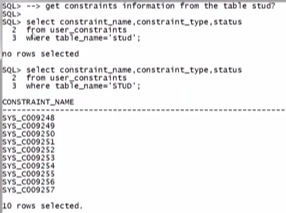 SQL> --> get constraints information from the table stud?
SQL>
SQL> select constraint_name,constraint_type,status
2 from user_constraints
3 where table_name='stud';
no rows selected
SQL> select constraint_name,constraint_type,status
2 from user_constraints
3 where table_name='STUD';
CONSTRAINT_NAME
--------------------------------------------------------------------------------
SYS_C009248
SYS_C009249
SYS_C009250
SYS_C009251
SYS_C009252
SYS_C009253
SYS_C009254
SYS_C009255
SYS_C009256
SYS_C009257
10 rows selected.